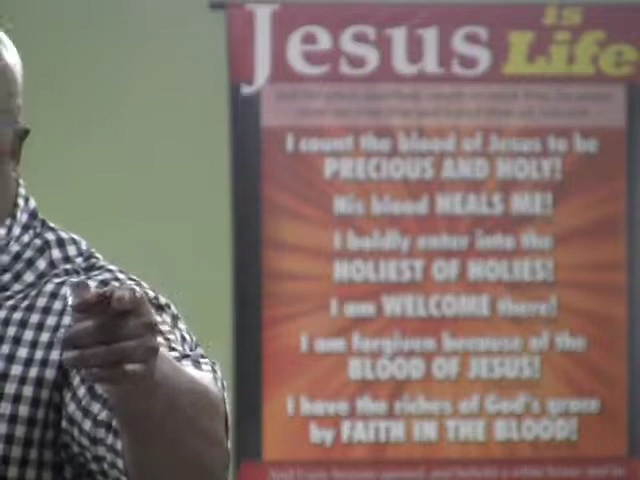 Jesus is Life
I count the blood of Jesus to be
PRECIOUS AND HOLY!
His blood HEALS ME!
I boldly enter into the
HOLIEST OF HOLIES!
I am WELCOME there!
I am forgiven because of the
BLOOD OF JESUS!
I have the riches of God's grace
by FAITH IN THE BLOOD!